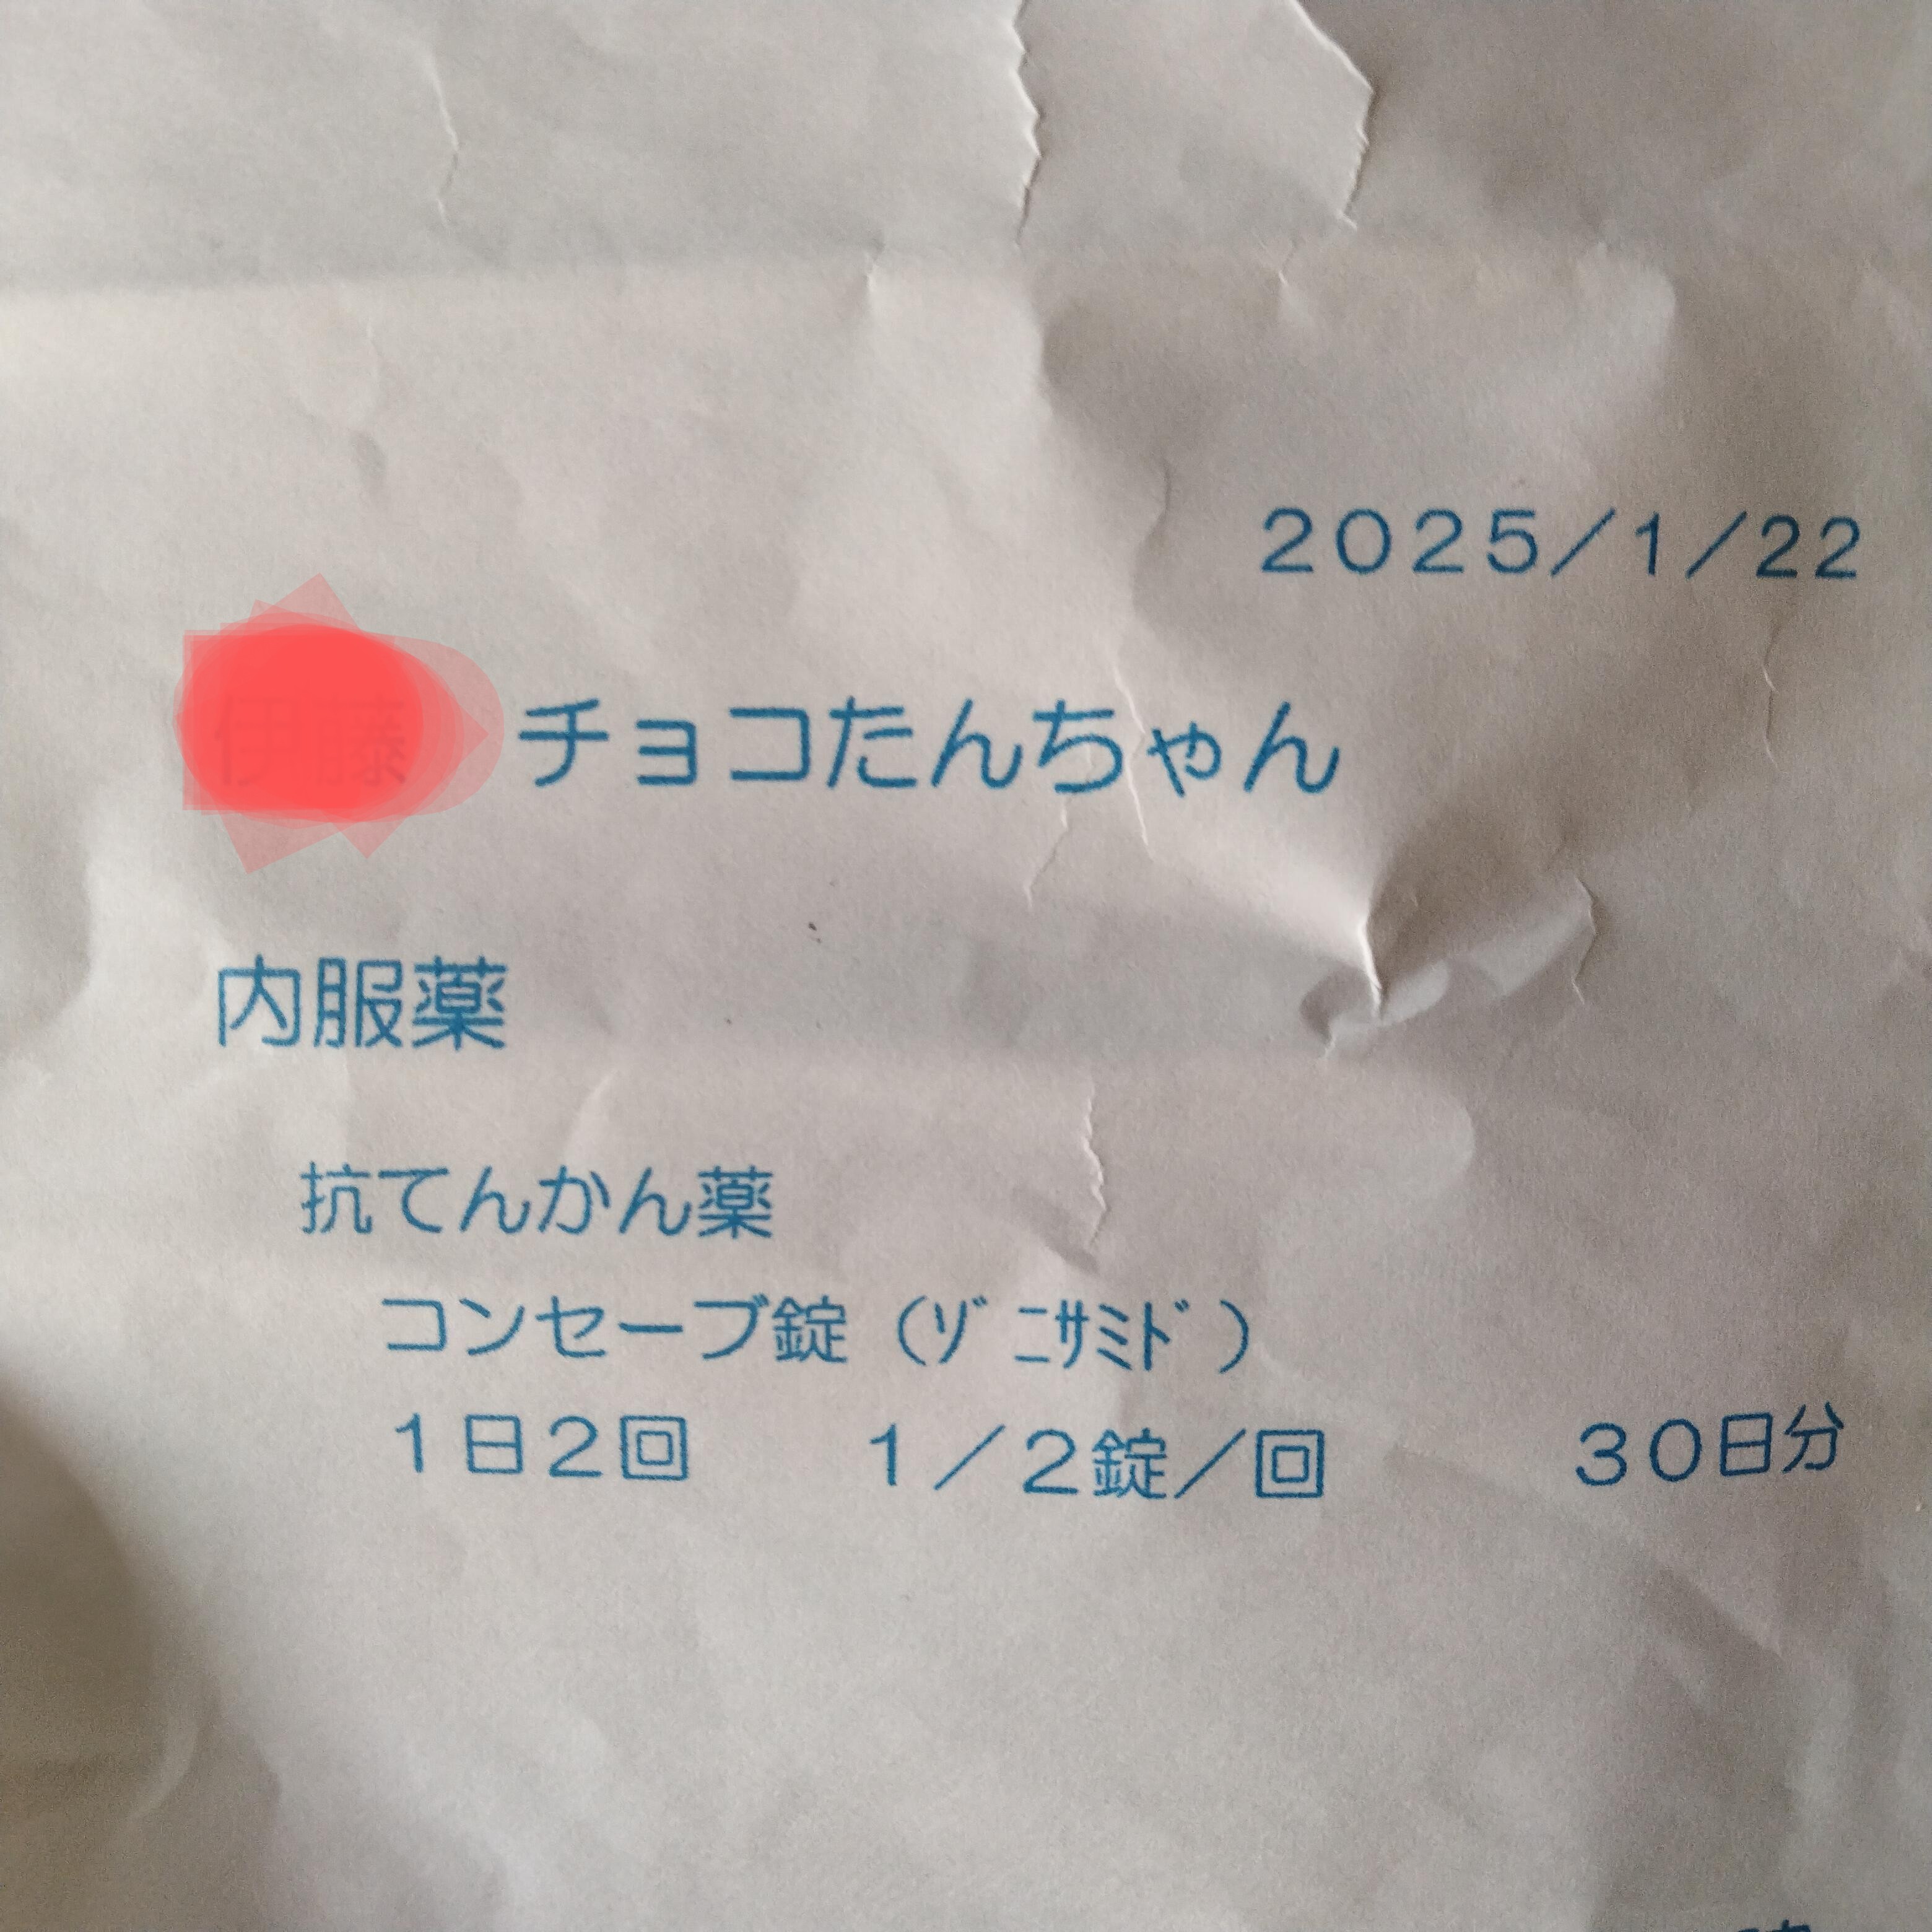 2025/1/22
チョコたんちゃん
内服薬
抗てんかん薬
コンセーブ錠（ｿﾞﾆｻﾐﾄﾞ）
1日2回 1／2錠／回 30日分